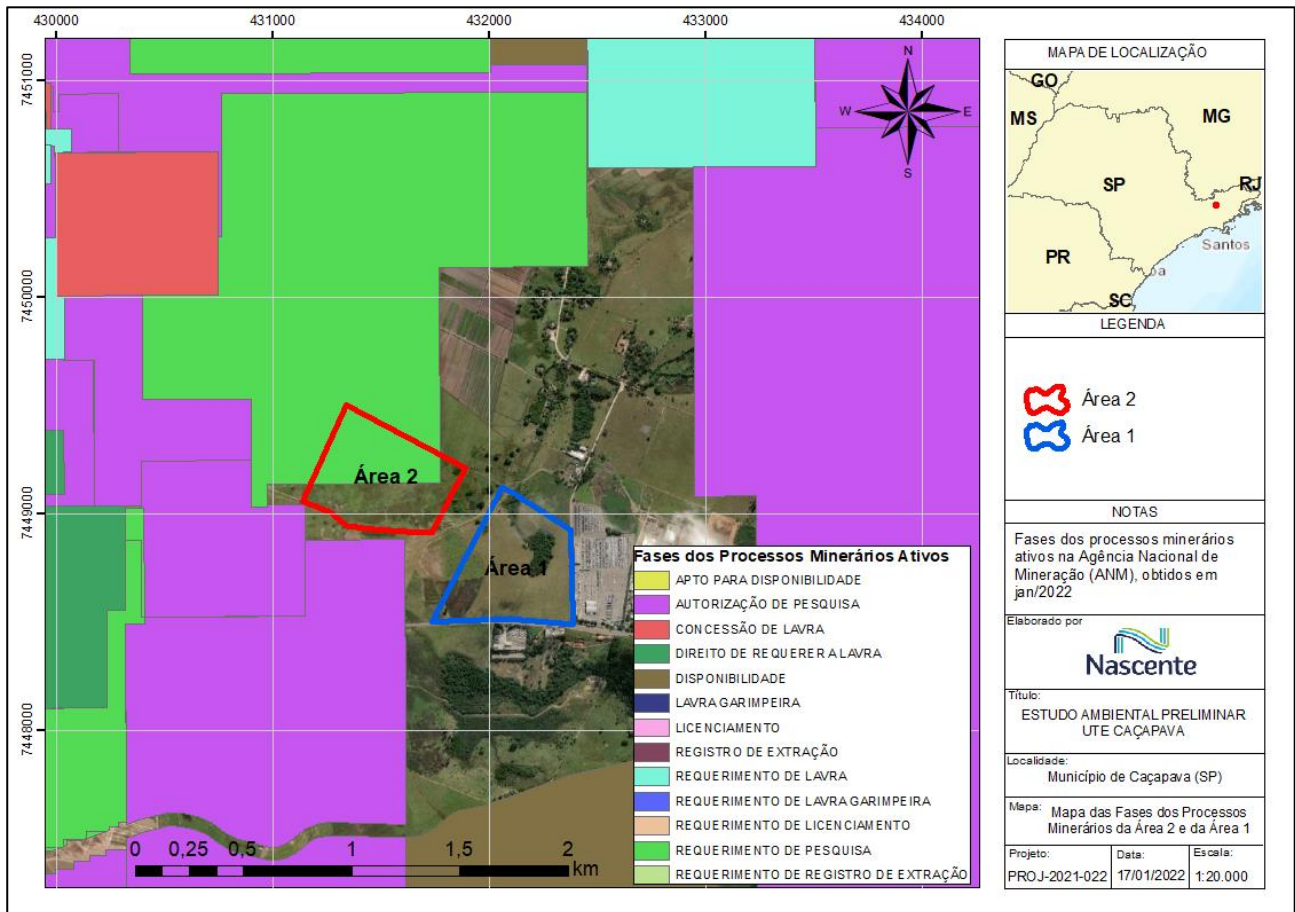 430000 431000 432000 433000 434000
7451000
7450000
7449000
7448000
N
W E
S
Área 2
Área 1
Fases dos Processos Minerários Ativos
APTO PARA DISPONIBILIDADE
AUTORIZAÇÃO DE PESQUISA
CONCESSÃO DE LAVRA
DIREITO DE REQUERER A LAVRA
DISPONIBILIDADE
LAVRA GARIMPEIRA
LICENCIAMENTO
REGISTRO DE EXTRAÇÃO
REQUERIMENTO DE LAVRA
REQUERIMENTO DE LAVRA GARIMPEIRA
REQUERIMENTO DE LICENCIAMENTO
REQUERIMENTO DE PESQUISA
REQUERIMENTO DE REGISTRO DE EXTRAÇÃO
0 0,25 0,5 1 1,5 2
km
MAPA DE LOCALIZAÇÃO
GO
MS
MG
SP
RJ
Santos
PR
ba
SC
LEGENDA
Área 2
Área 1
NOTAS
Fases dos processos minerários
ativos na Agência Nacional de
Mineração (ANM), obtidos em
jan/2022
Elaborado por
Nascente
Título:
ESTUDO AMBIENTAL PRELIMINAR
UTE CAÇAPAVA
Localidade:
Município de Caçapava (SP)
Mapa: Mapa das Fases dos Processos
Minerários da Área 2 e da Área 1
Projeto: Data: Escala:
PROJ-2021-022 17/01/2022 1:20.000